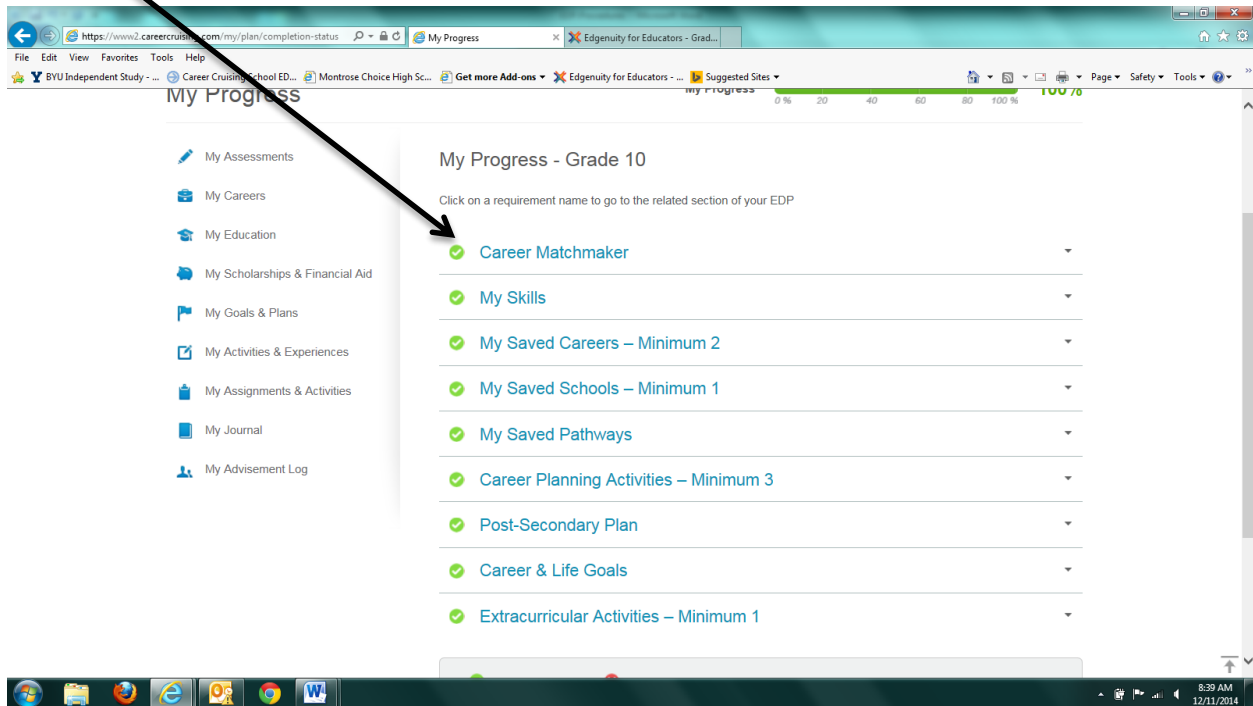 https://www2.careercruising.com/my/plan/completion-status
My Progress
Edgenuity for Educators - Grad...
File Edit View Favorites Tools Help
BYU Independent Study - ... Career Cruising School ED... Montrose Choice High Sc... Get more Add-ons Edgenuity for Educators - ... Suggested Sites
Page Safety Tools
My Progress
My Progress
100%
0 % 20 40 60 80 100 %
My Assessments
My Careers
My Education
My Scholarships & Financial Aid
My Goals & Plans
My Activities & Experiences
My Assignments & Activities
My Journal
My Advisement Log
My Progress - Grade 10
Click on a requirement name to go to the related section of your EDP
Career Matchmaker
My Skills
My Saved Careers – Minimum 2
My Saved Schools – Minimum 1
My Saved Pathways
Career Planning Activities – Minimum 3
Post-Secondary Plan
Career & Life Goals
Extracurricular Activities – Minimum 1
8:39 AM
12/11/2014